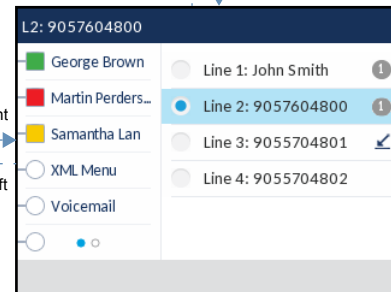 L2: 9057604800
George Brown
Martin Perders...
Samantha Lan
XML Menu
Voicemail
Line 1: John Smith 1
Line 2: 9057604800 1
Line 3: 9055704801
Line 4: 9055704802